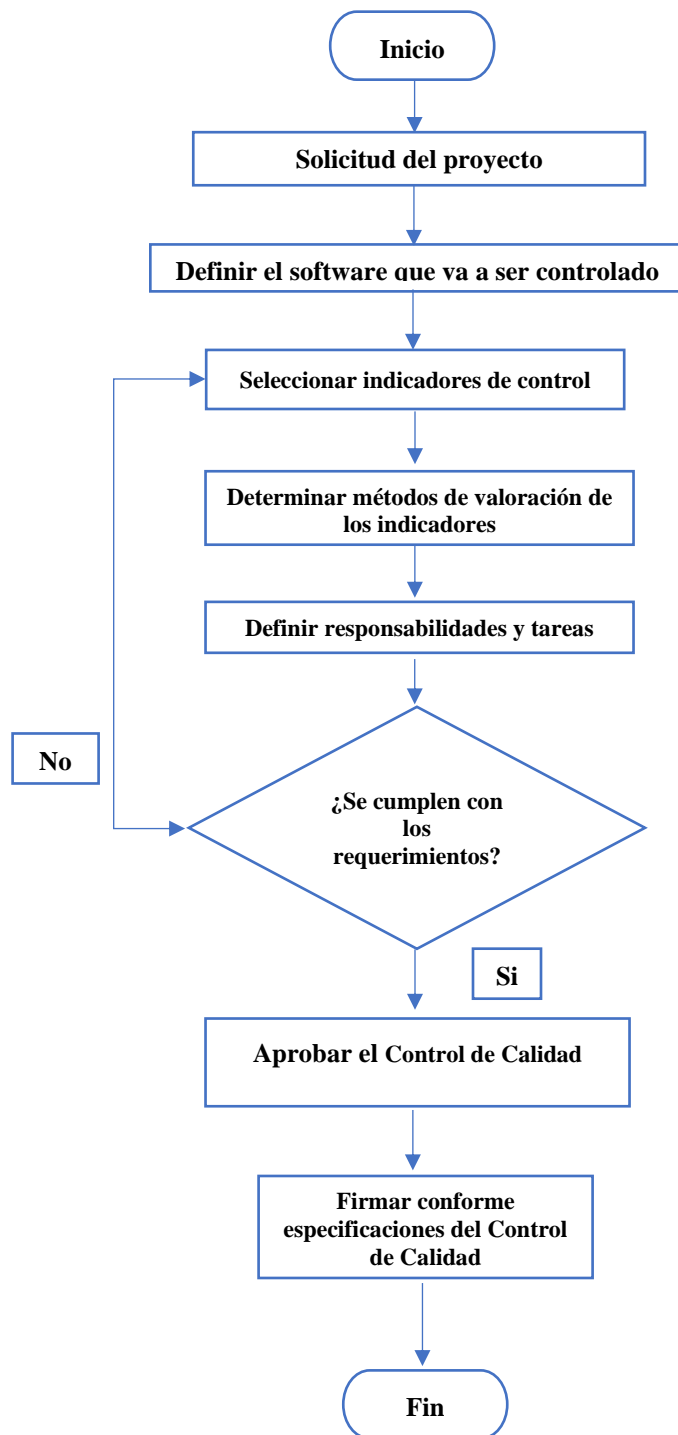 Inicio
Solicitud del proyecto
Definir el software que va a ser controlado
Seleccionar indicadores de control
Determinar métodos de valoración de
los indicadores
Definir responsabilidades y tareas
No
¿Se cumplen con
los
requerimientos?
Si
Aprobar el Control de Calidad
Firmar conforme
especificaciones del Control
de Calidad
Fin